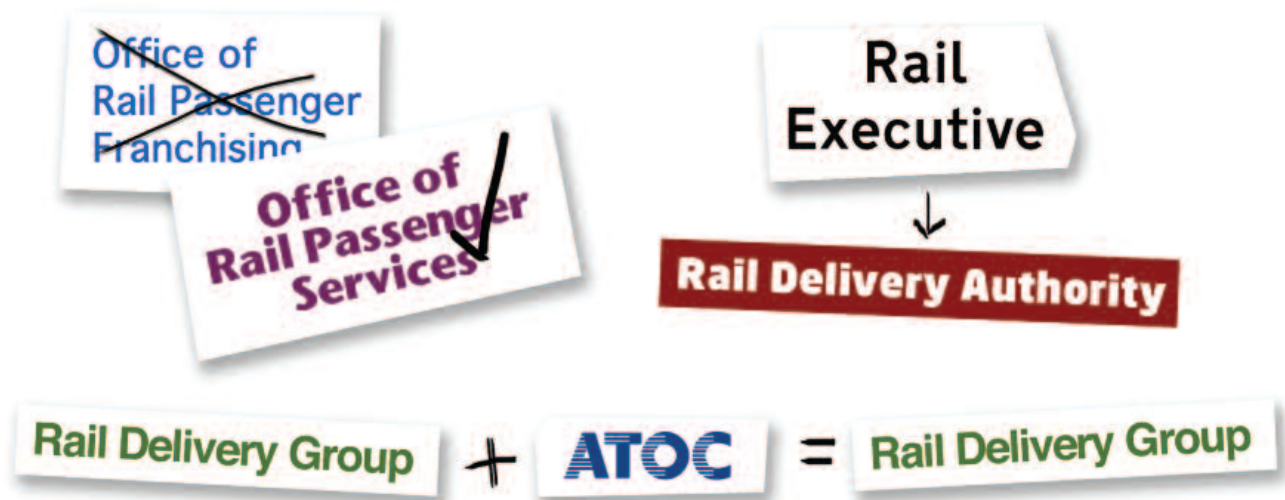 Office of
Rail Passenger
Franchising
Office of
Rail Passenger
Services
Rail
Executive
Rail Delivery Authority
Rail Delivery Group + ATOC = Rail Delivery Group